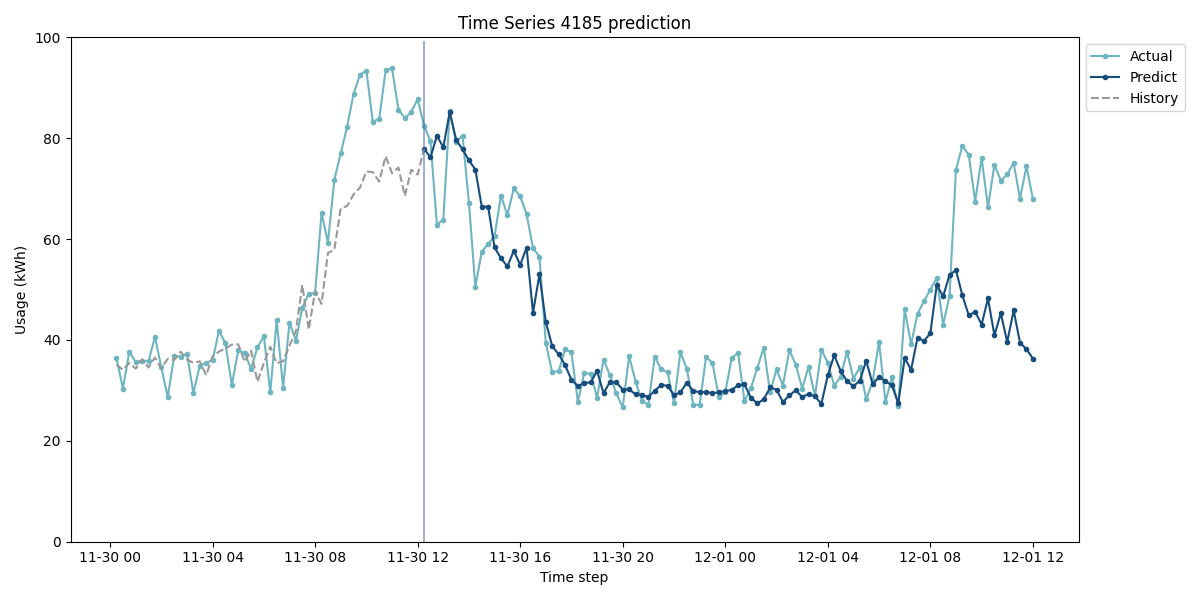 Time Series 4185 prediction
100
80
60
40
20
0
Usage (kWh)
11-30 00 11-30 04 11-30 08 11-30 12 11-30 16 11-30 20 12-01 00 12-01 04 12-01 08 12-01 12
Time step
Actual
Predict
History